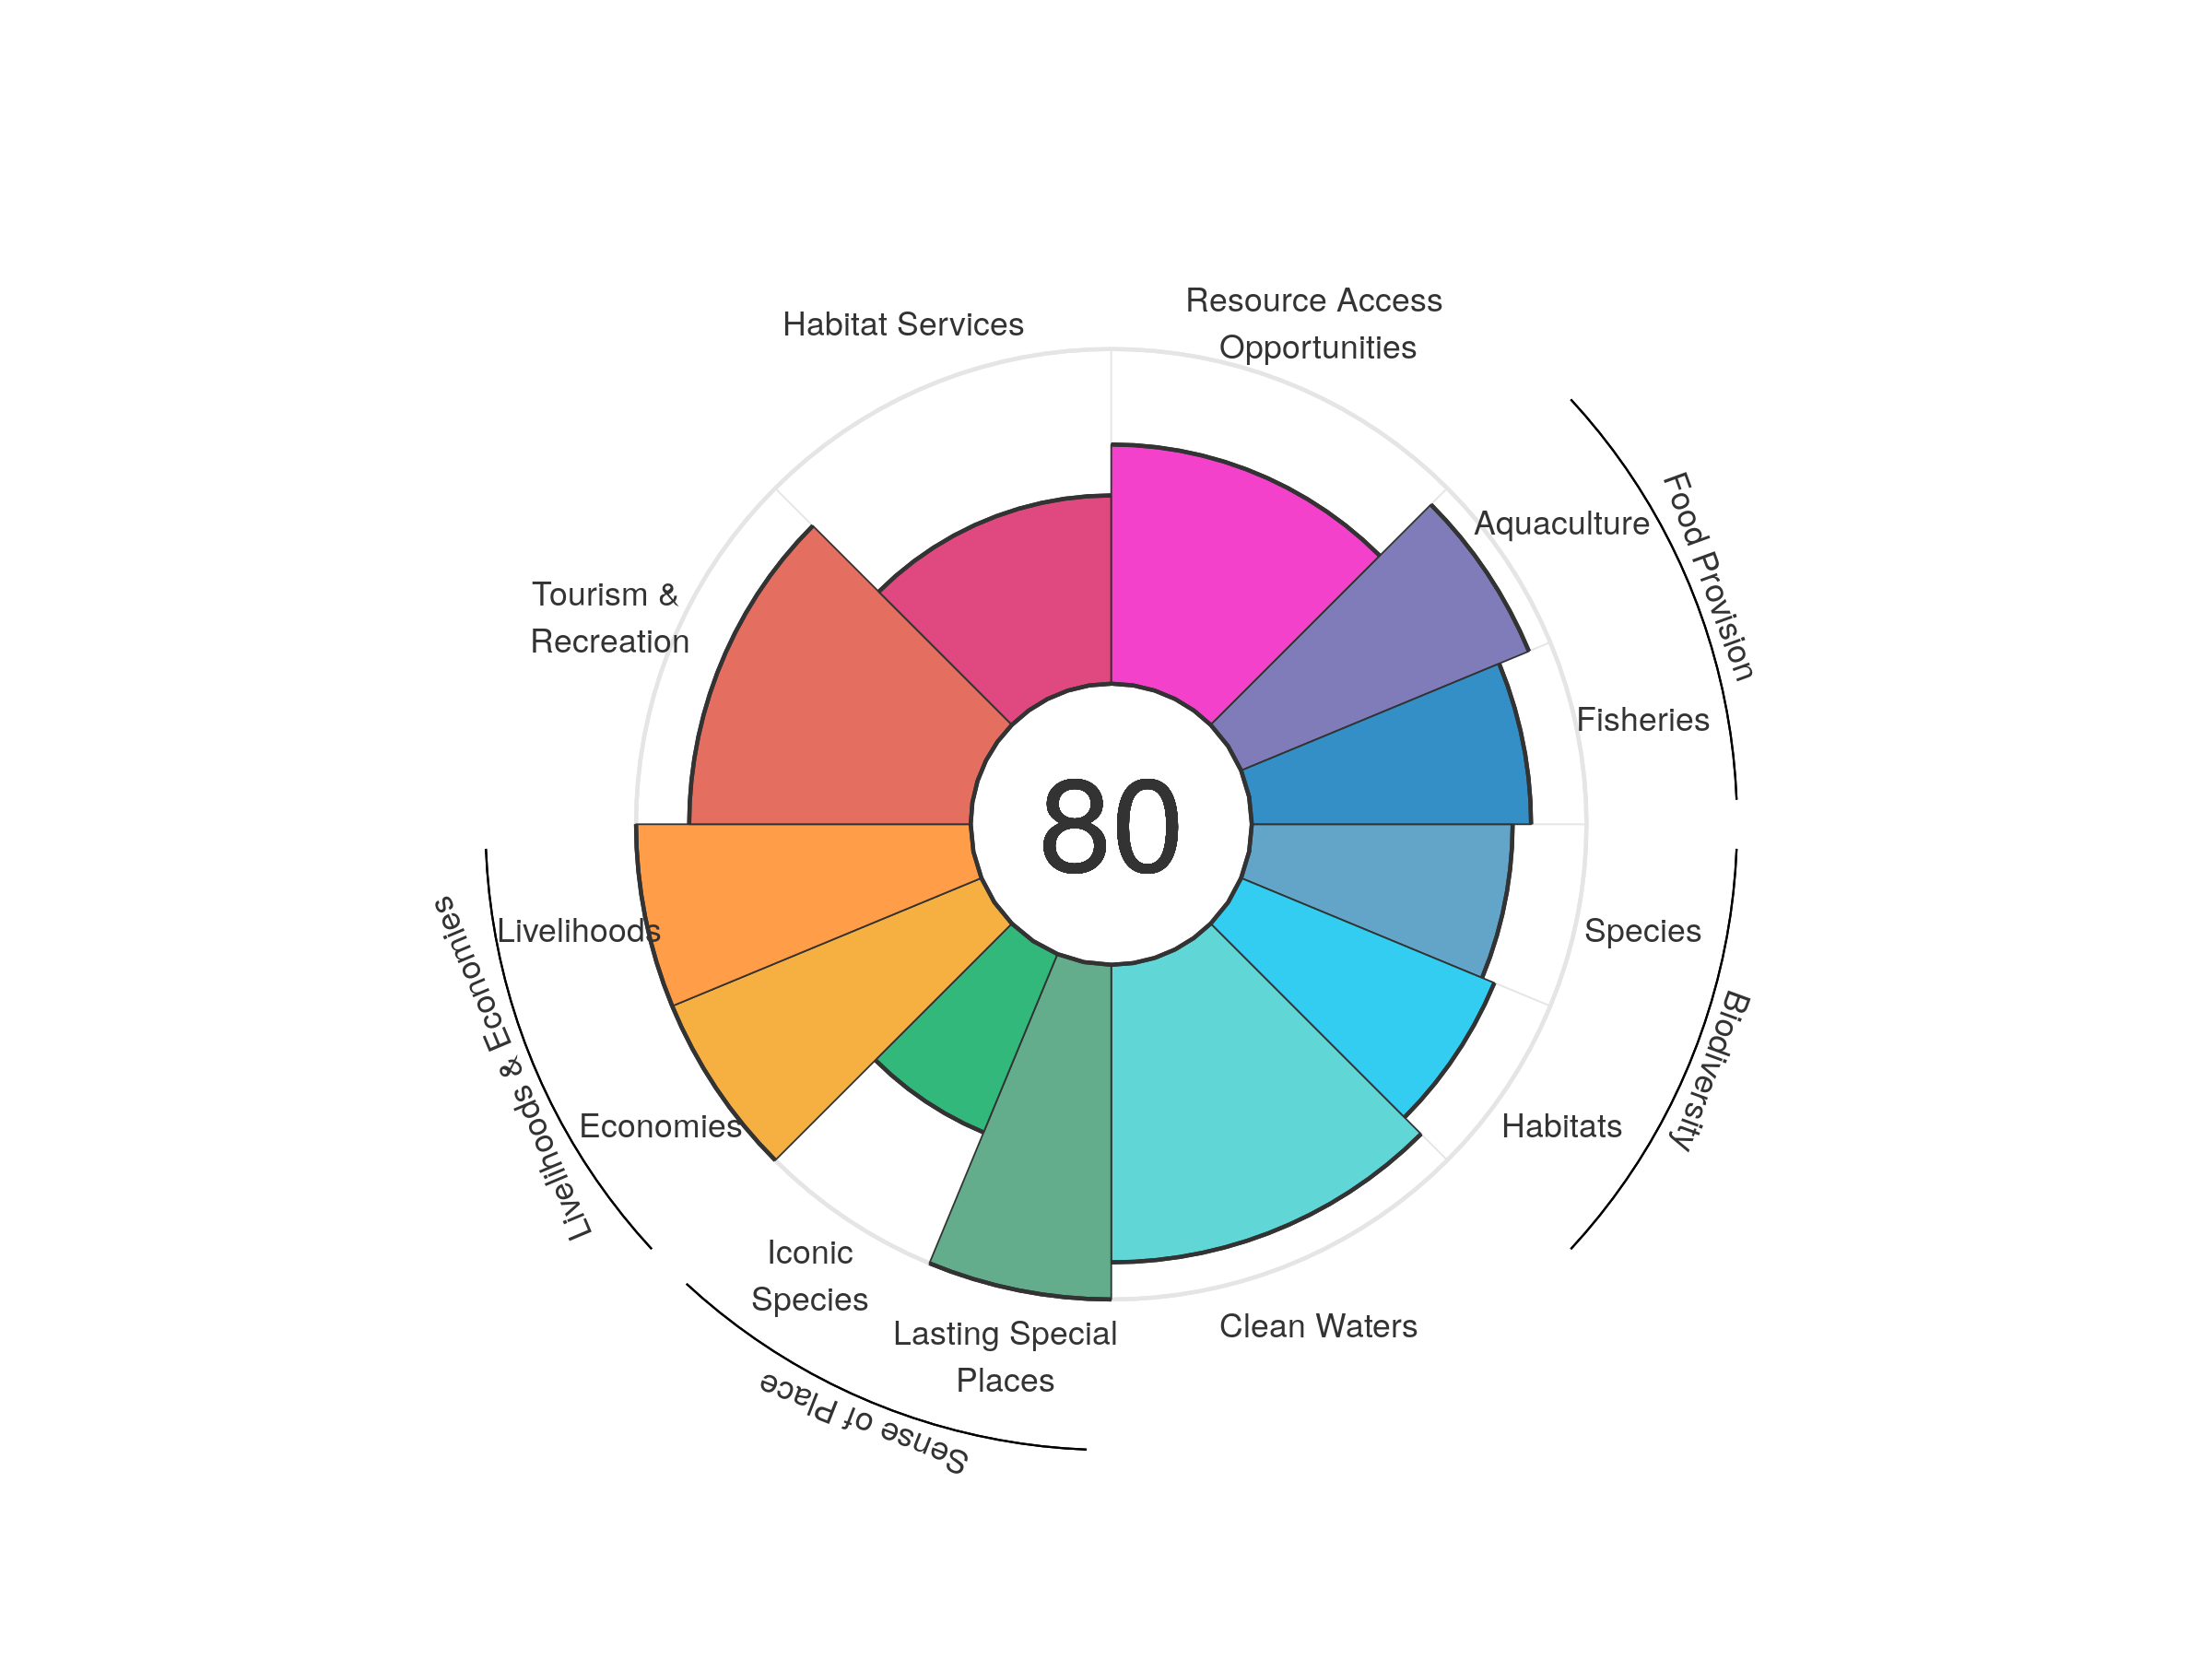 Resource Access
Opportunities
Habitat Services
Aquaculture
Food Provision
Tourism &
Recreation
Fisheries
80
Livelihoods
Species
Livelihoods & Economies
Economies
Habitats
Biodiversity
Iconic
Species
Lasting Special
Places
Clean Waters
Sense of Place